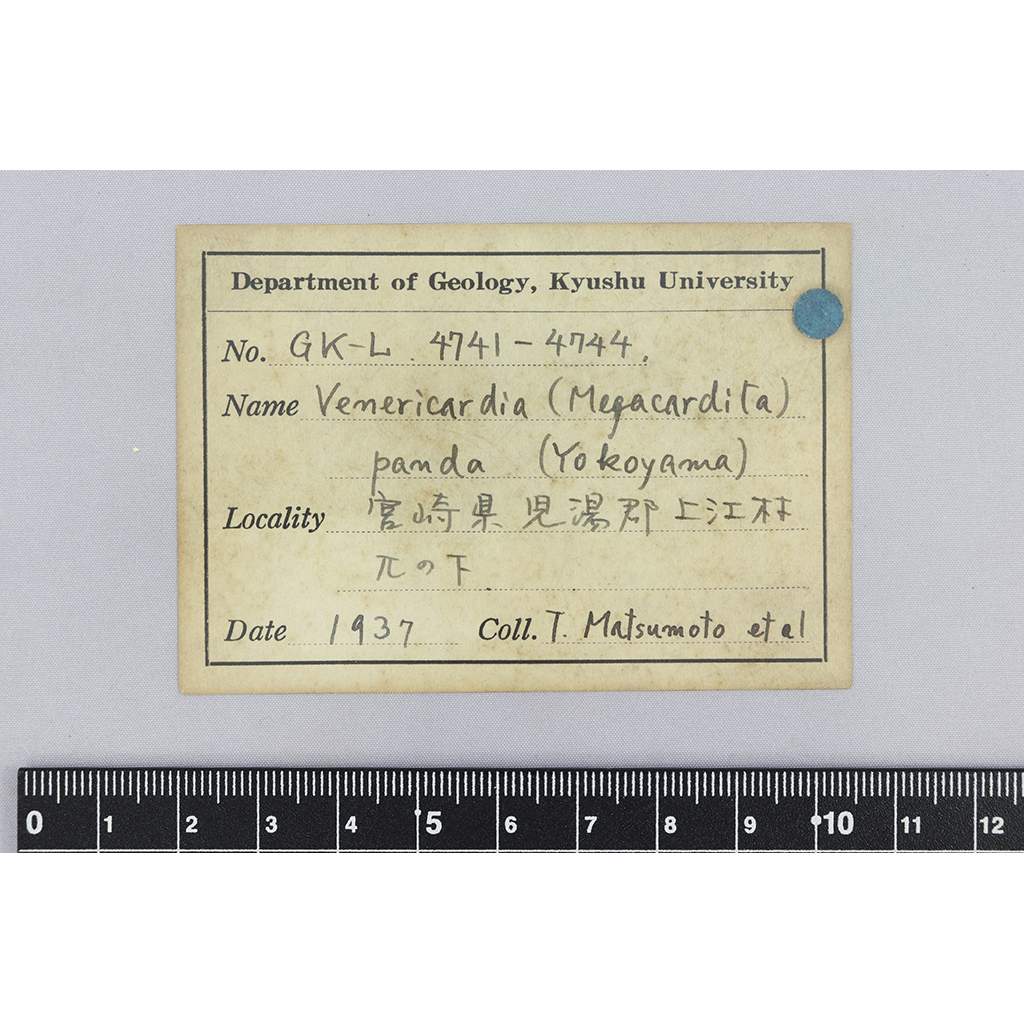 Department of Geology, Kyushu University
No. GK-L. 4741-4744.
Name Venericardia (Megacardita)
panda (Yokoyama)
Locality 宮崎県児湯郡上江村
の下
Date 1937 Coll. T. Matsumoto et al
0 1 2 3 4 5 6 7 8 9 10 11 12